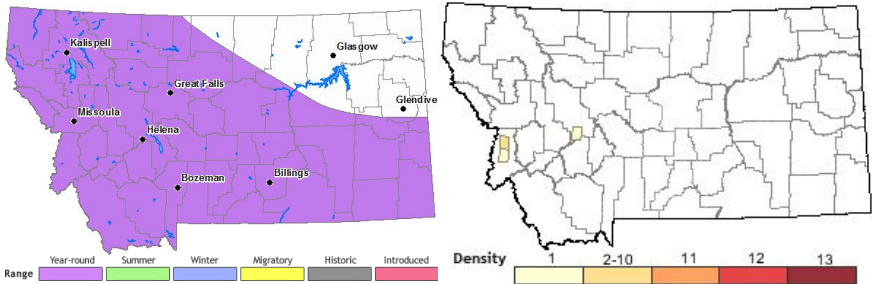 Kalispell
Glasgow
Great Falls
Glendive
Missoula
Helena
Bozeman
Billings
Year-round Summer Winter Migratory Historic Introduced
Range
Density 1 2-10 11 12 13